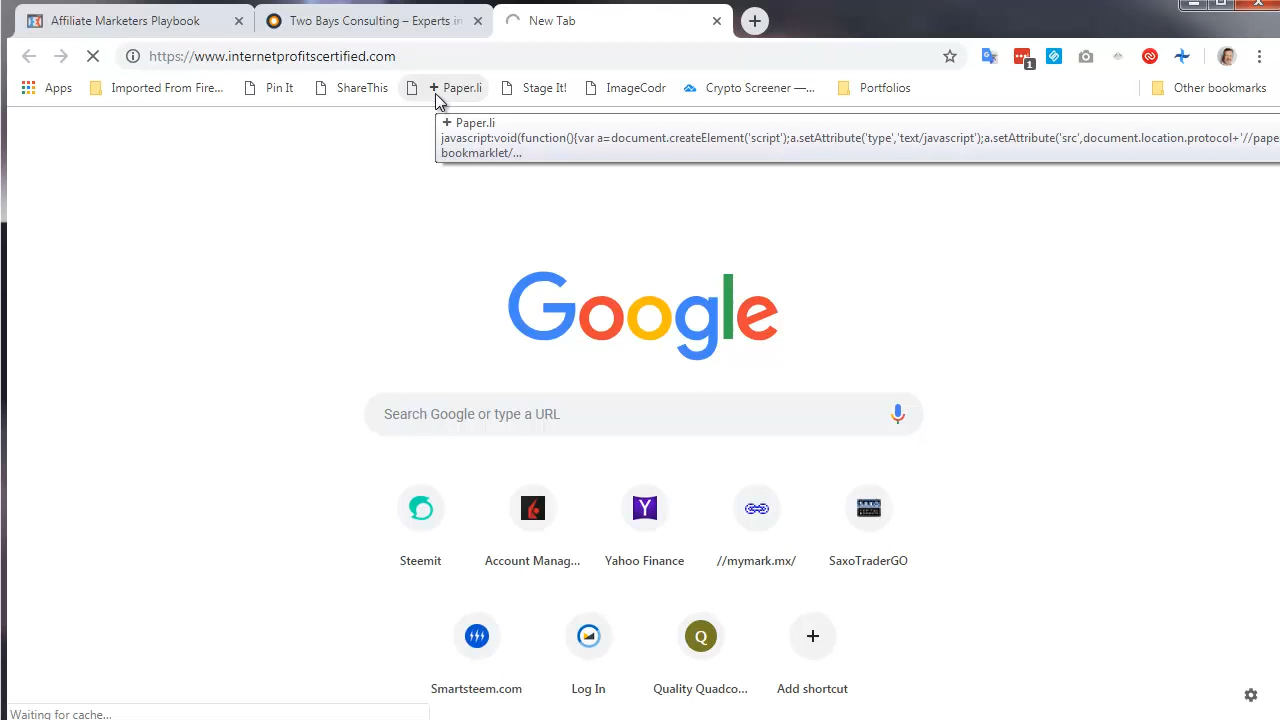 Affiliate Marketers Playbook
Two Bays Consulting – Experts in
New Tab
https://www.internetprofitscertified.com
1
Apps
Imported From Fire...
Pin It
ShareThis
+ Paper.li
Stage It!
ImageCodr
Crypto Screener —...
Portfolios
Other bookmarks
+ Paper.li
javascript:void(function(){var a=document.createElement('script');a.setAttribute('type','text/javascript');a.setAttribute('src',document.location.protocol+'//pape
bookmarklet/...
Google
Search Google or type a URL
Steemit
Account Manag...
Yahoo Finance
//mymark.mx/
SaxoTraderGO
Q
Smartsteem.com
Log In
Quality Quadco...
Add shortcut
Waiting for cache...